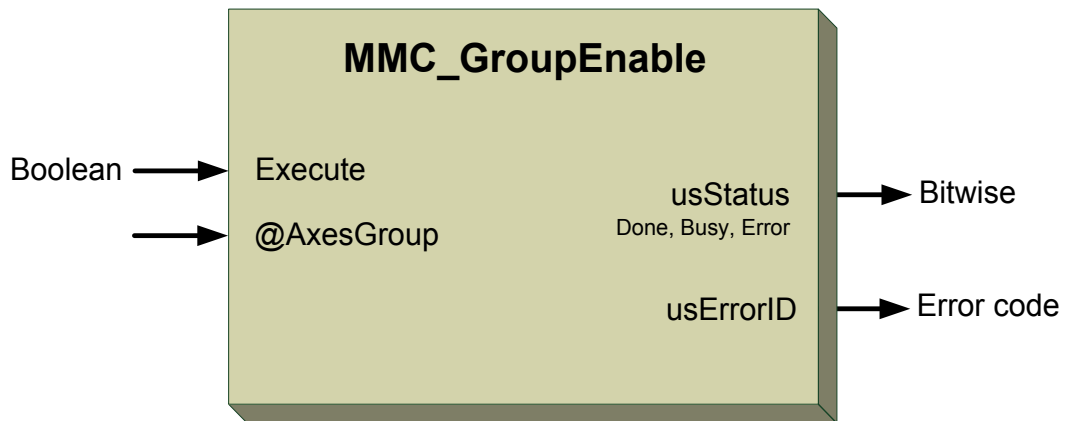 MMC_GroupEnable
Boolean
Execute
@AxesGroup
usStatus
Done, Busy, Error
Bitwise
usErrorID
Error code